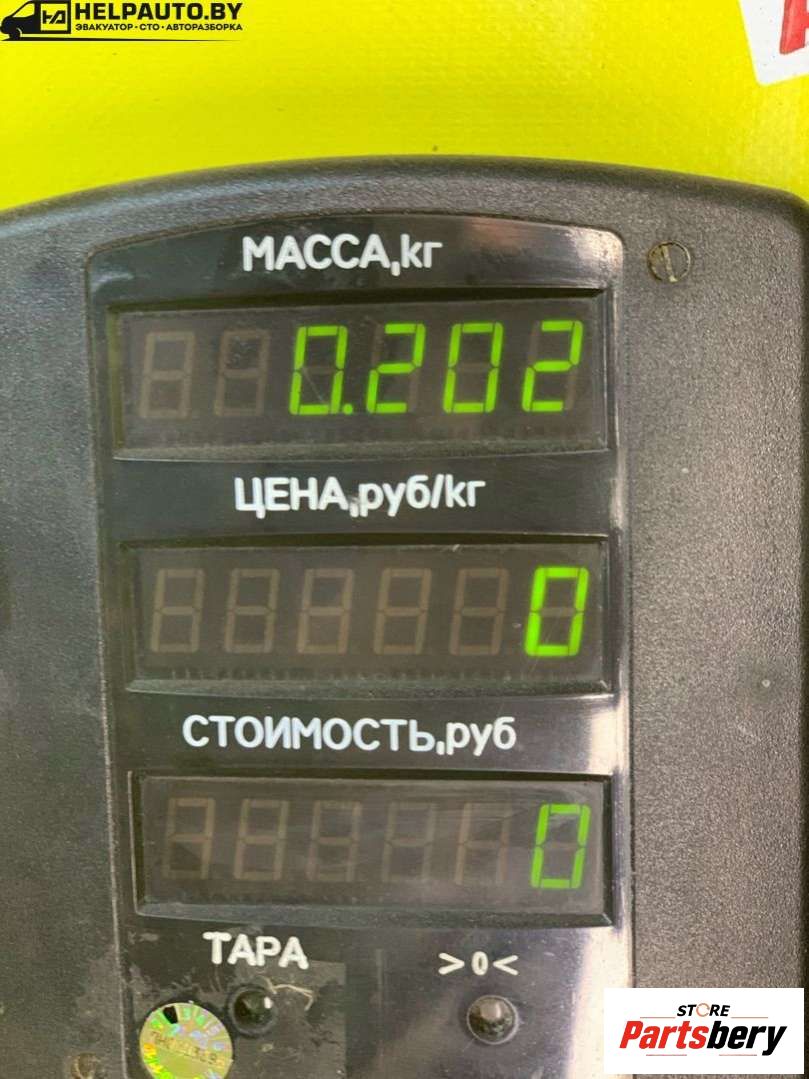 HELPAUTO.BY
ЭВАКУАТОР•СТО•АВТОРАЗБОРКА
МАССА,кг
0.202
ЦЕНА,руб/кг
0
СТОИМОСТЬ,руб
0
ТАРА
>0<
STORE
Partsbery